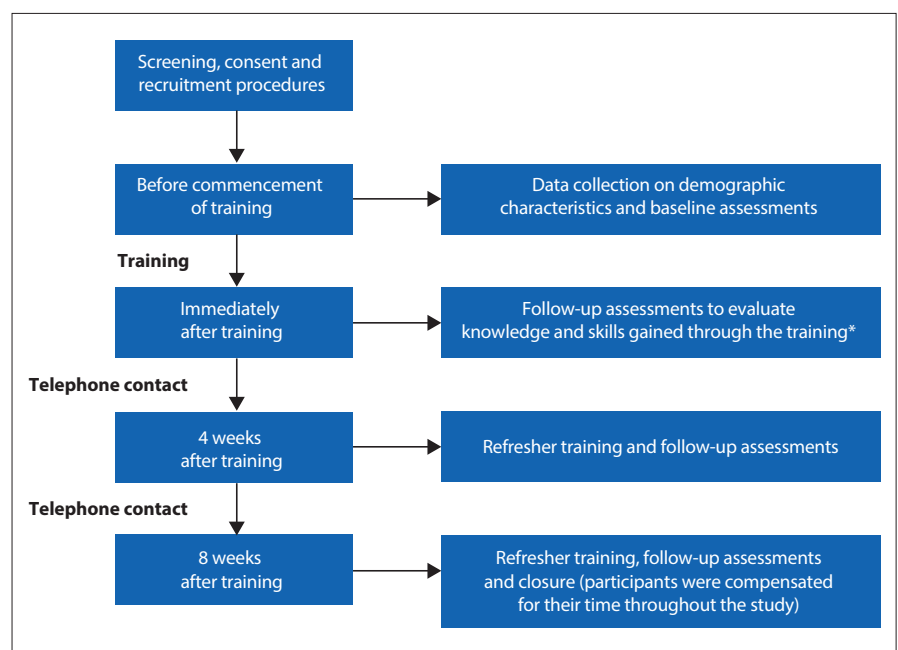 Screening, consent and
recruitment procedures
Before commencement
of training
Data collection on demographic
characteristics and baseline assessments
Training
Immediately
after training
Follow-up assessments to evaluate
knowledge and skills gained through the training*
Telephone contact
4 weeks
after training
Refresher training and follow-up assessments
Telephone contact
8 weeks
after training
Refresher training, follow-up assessments
and closure (participants were compensated
for their time throughout the study)